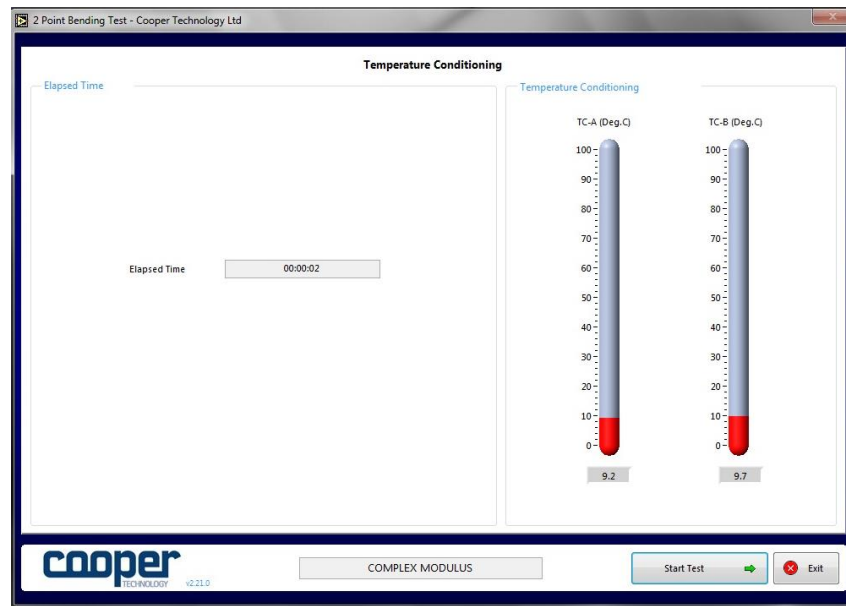 2 Point Bending Test - Cooper Technology Ltd
Temperature Conditioning
Elapsed Time
Elapsed Time 00:00:02
Temperature Conditioning
TC-A (Deg.C) TC-B (Deg.C)
100 100
90 90
80 80
70 70
60 60
50 50
40 40
30 30
20 20
10 10
0 0
9.2 9.7
cooper
TECHNOLOGY v2.21.0
COMPLEX MODULUS
Start Test
Exit